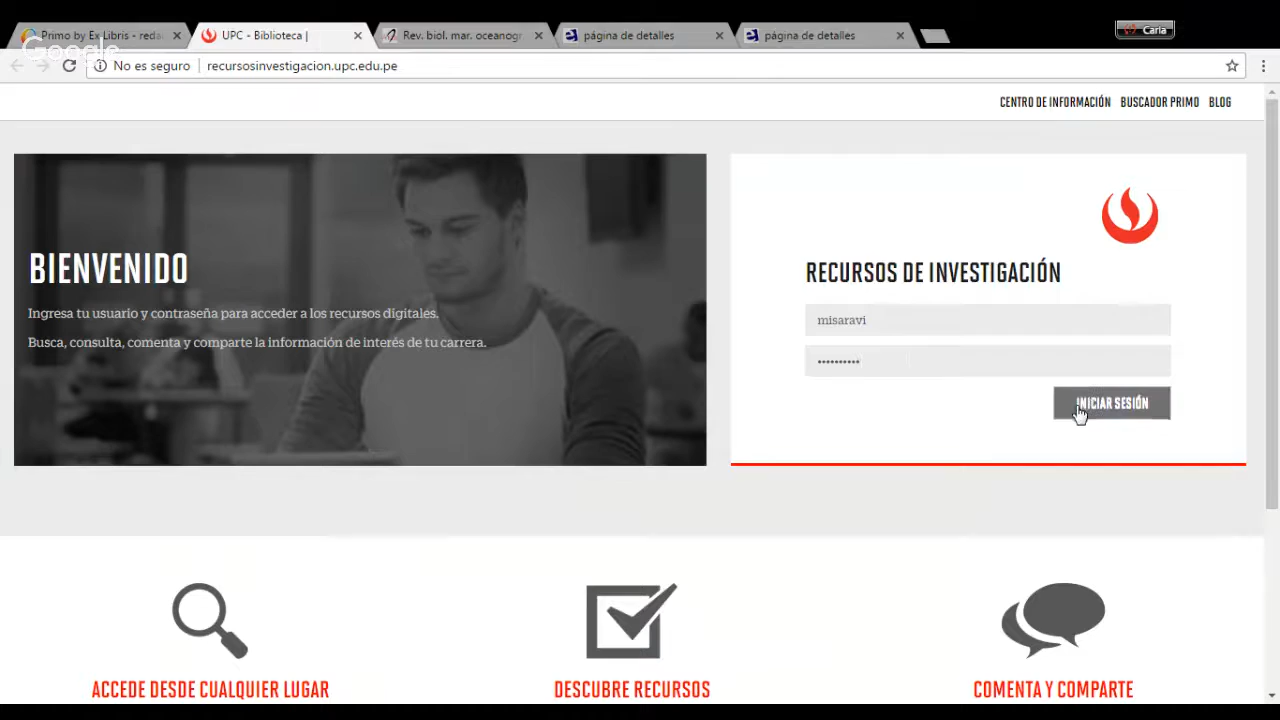 Primo by Ex Libris - reda
UPC - Biblioteca |
Rev. biol. mar. oceanogr
página de detalles
página de detalles
Carla
Google
No es seguro
recursosinvestigacion.upc.edu.pe
CENTRO DE INFORMACIÓN
BUSCADOR PRIMO
BLOG
BIENVENIDO
Ingresa tu usuario y contraseña para acceder a los recursos digitales.
Busca, consulta, comenta y comparte la información de interés de tu carrera.
RECURSOS DE INVESTIGACIÓN
misaravi
••••••••••
INICIAR SESIÓN
ACCEDE DESDE CUALQUIER LUGAR
DESCUBRE RECURSOS
COMENTA Y COMPARTE